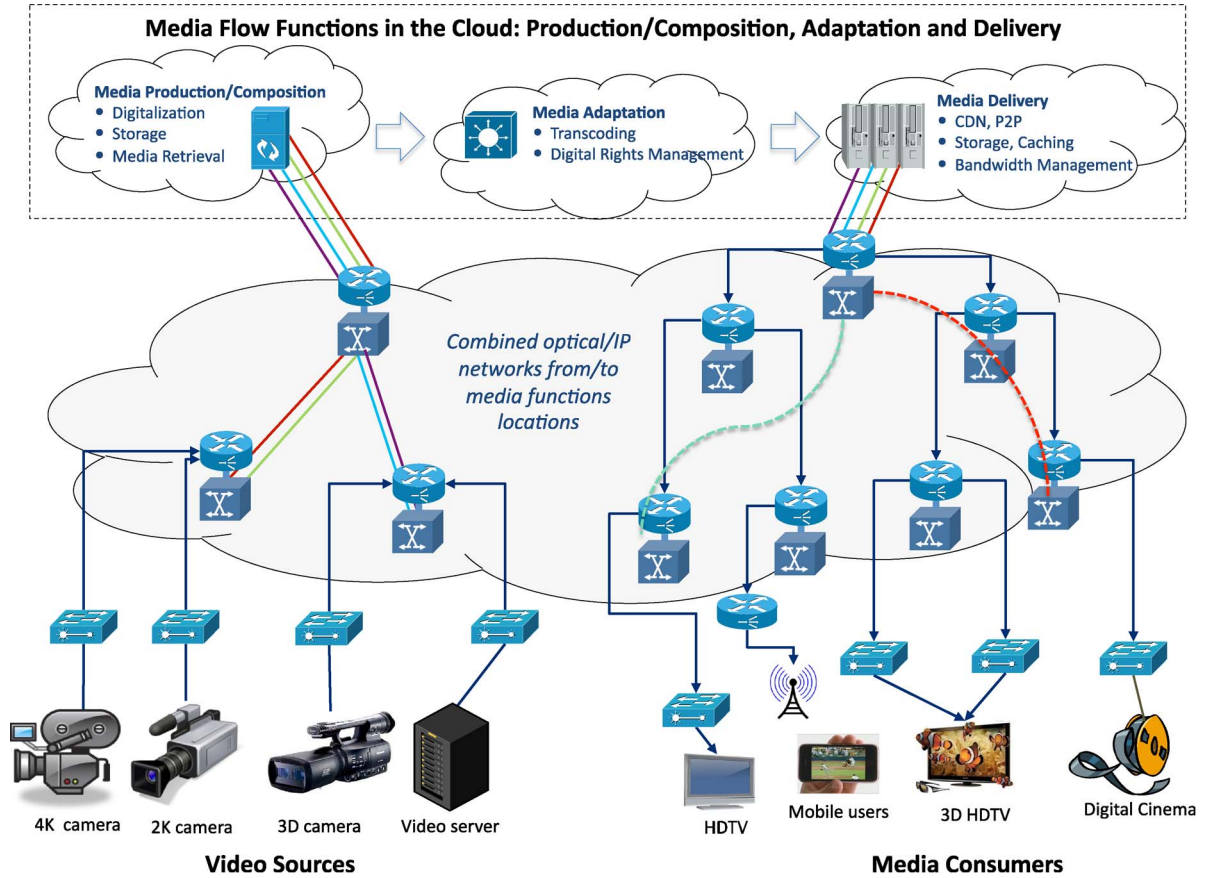 Media Flow Functions in the Cloud: Production/Composition, Adaptation and Delivery
Media Production/Composition
• Digitalization
• Storage
• Media Retrieval
Media Adaptation
• Transcoding
• Digital Rights Management
Media Delivery
• CDN, P2P
• Storage, Caching
• Bandwidth Management
Combined optical/IP
networks from/to
media functions
locations
4K camera
2K camera
3D camera
Video server
HDTV
Mobile users
3D HDTV
Digital Cinema
Video Sources
Media Consumers